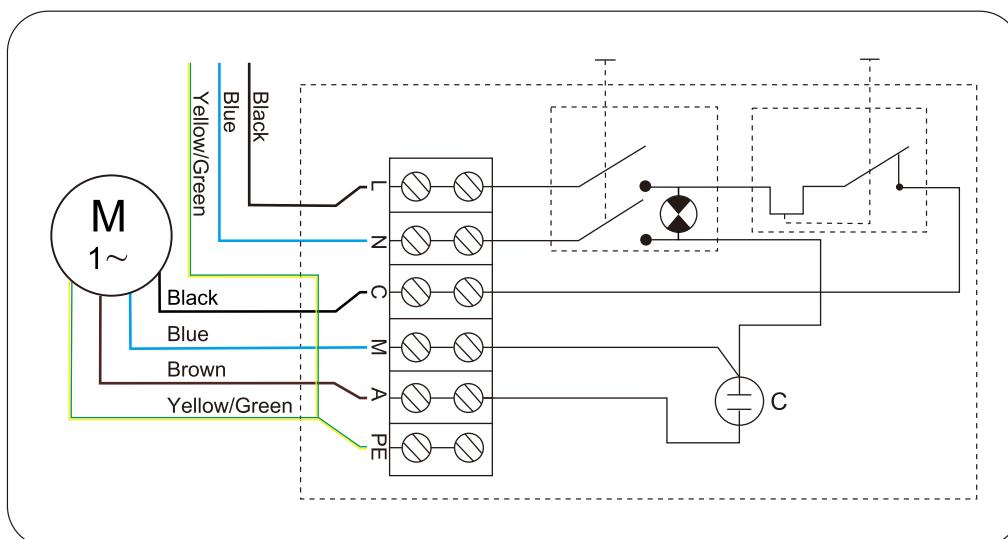 Yellow/Green
Blue
Black
M
1~
L
N
C
M
A
PE
Black
Blue
Brown
Yellow/Green
C